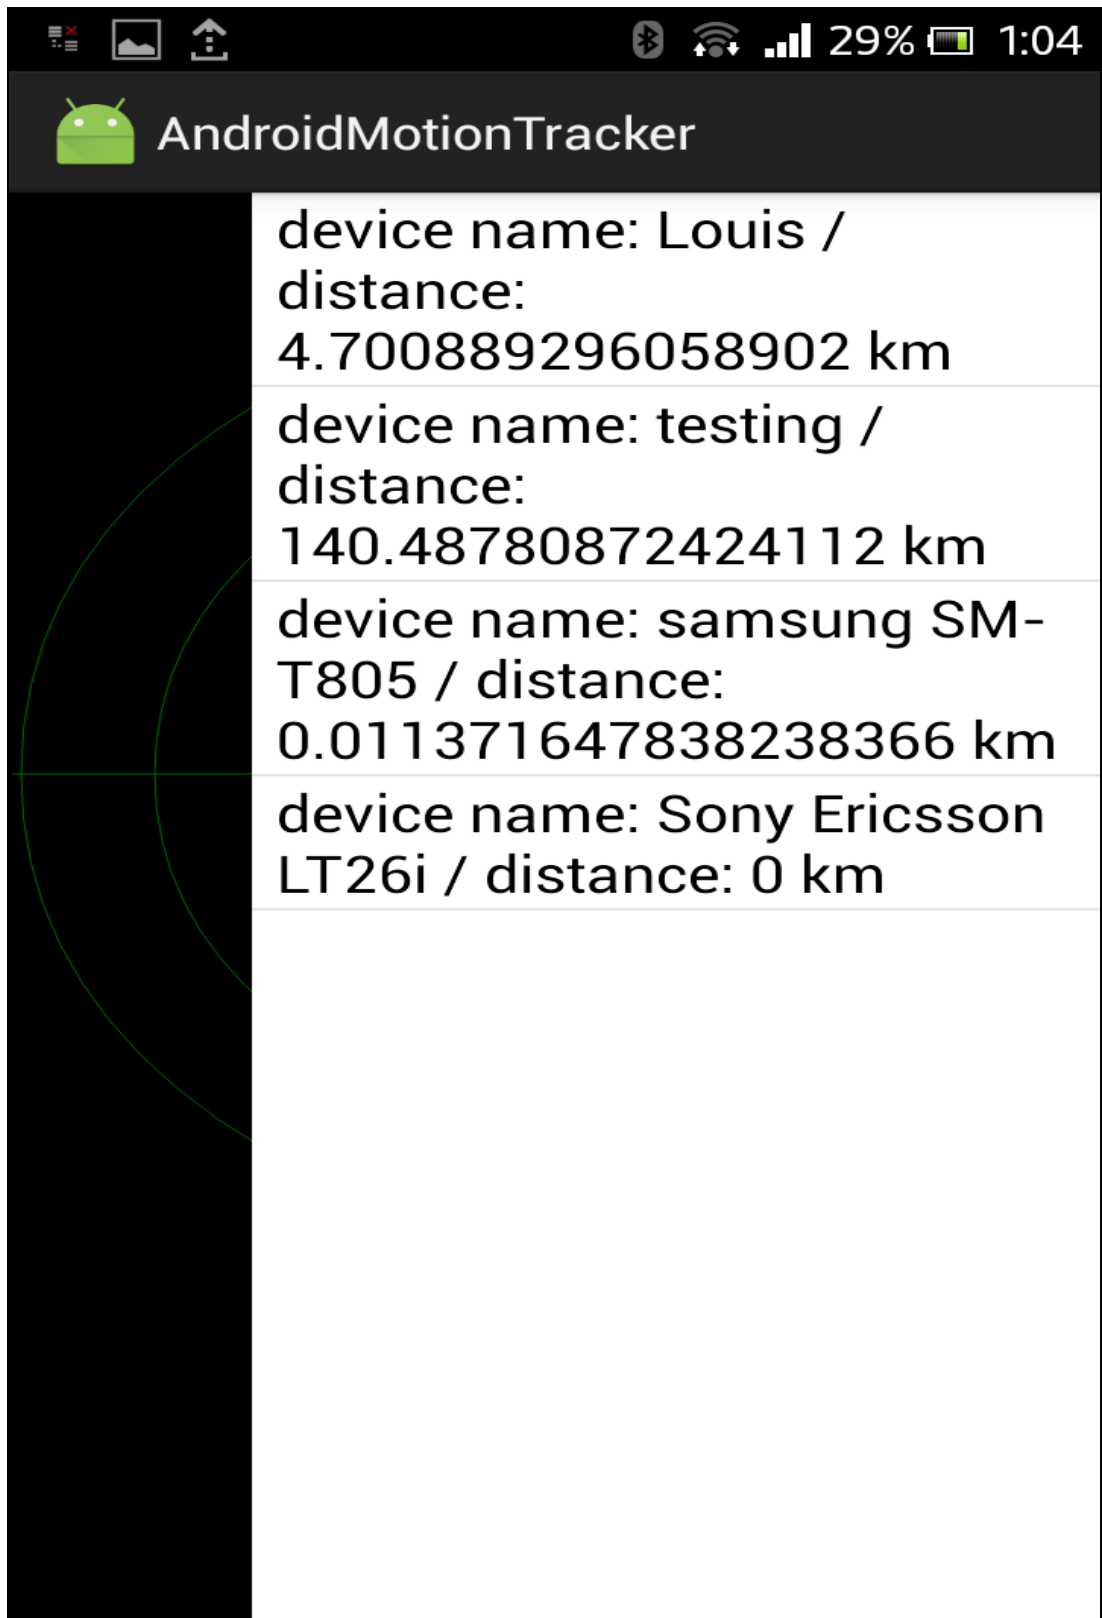 29% 1:04
AndroidMotionTracker
device name: Louis /
distance:
4.700889296058902 km
device name: testing /
distance:
140.48780872424112 km
device name: samsung SM-
T805 / distance:
0.011371647838238366 km
device name: Sony Ericsson
LT26i / distance: 0 km